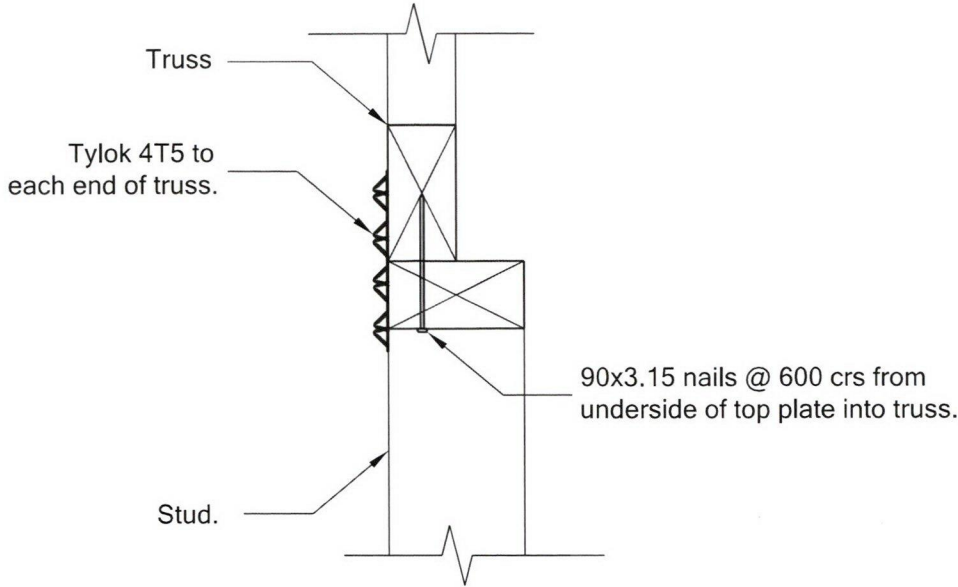 Truss
Tylok 4T5 to
each end of truss.
90x3.15 nails @ 600 crs from
underside of top plate into truss.
Stud.